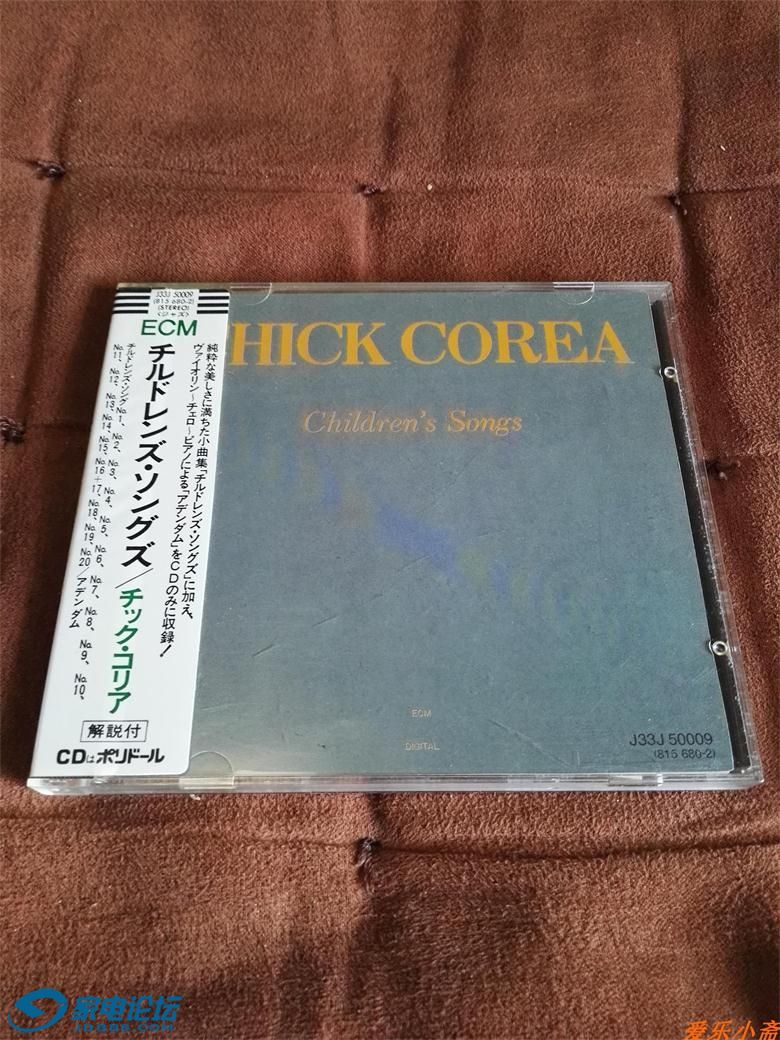 J33J 50009
(815 680-2)
(STEREO)
〈ジャズ〉
ECM
純粋な美しさに満ちた小曲集「チルドレンズ・ソングズ」に加え、
ヴァイオリン〜チェロ〜ピアノによる「アデンダム」をCDのみに収録!
チルドレンズ・ソングズ/チック・コリア
チルドレンズ・ソングNo.1、No.2、No.3、No.4、No.5、No.6、No.7、No.8、No.9、No.10、
No.11、No.12、No.13、No.14、No.15、No.16+17、No.18、No.19、No.20/アデンダム
解説付
CDはポリドール
HICK COREA
Children's Songs
ECM
DIGITAL
J33J 50009
(815 680-2)
家电论坛
JDBBS.COM
爱乐小斋